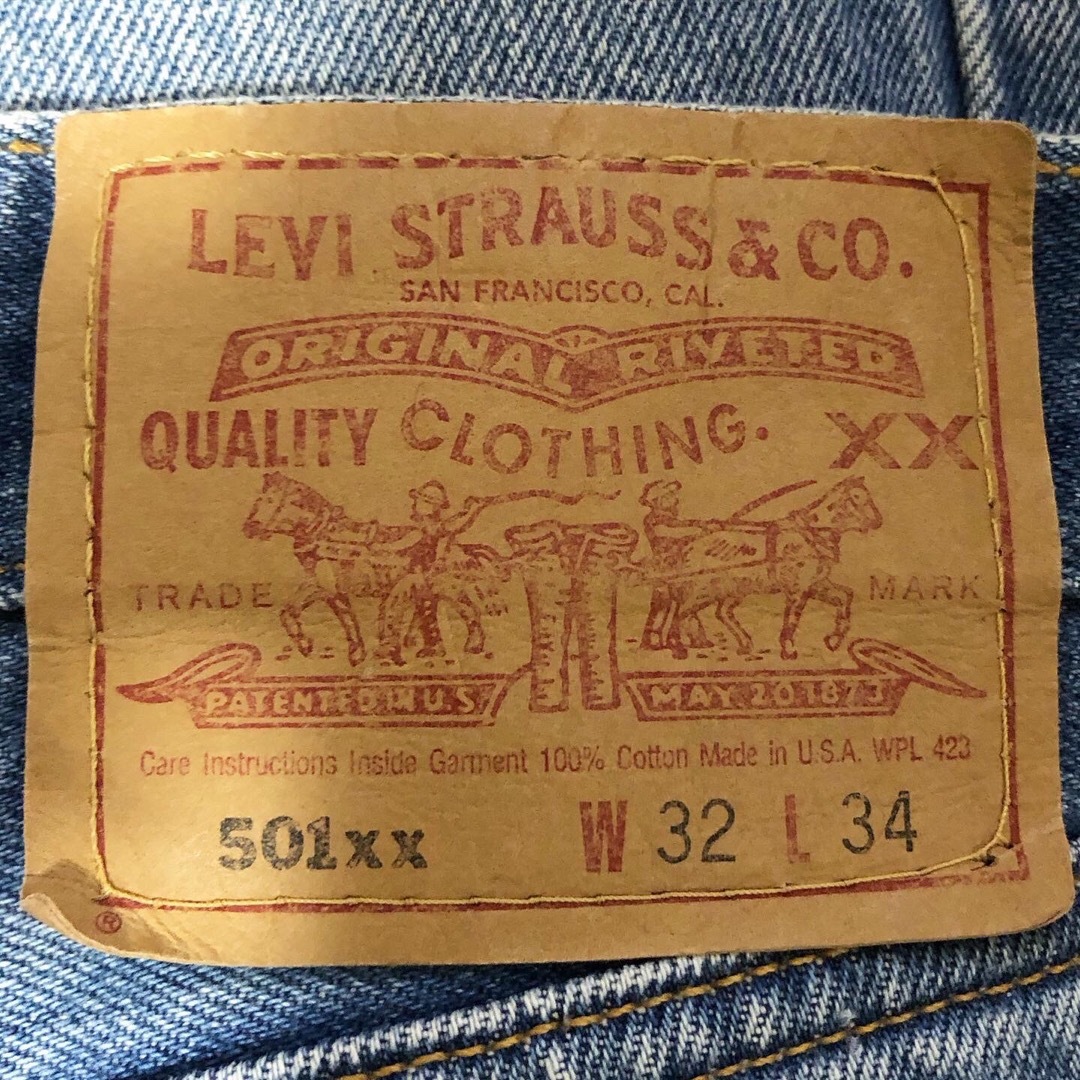 LEVI STRAUSS & CO.
SAN FRANCISCO, CAL.
ORIGINAL RIVETED
QUALITY CLOTHING. XX
TRADE MARK
PATENTED IN U.S. MAY 20 1873
Care Instructions Inside Garment 100% Cotton Made in U.S.A. WPL 423
501xx W 32 L 34
®